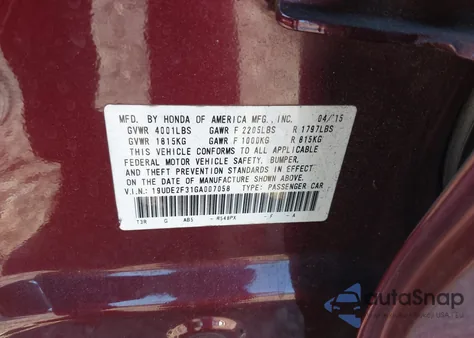 MFD. BY HONDA OF AMERICA MFG., INC. 04/'15
GVWR 4001LBS GAWR F 2205LBS R 1797LBS
GVWR 1815KG GAWR F 1000KG R 815KG
THIS VEHICLE CONFORMS TO ALL APPLICABLE
FEDERAL MOTOR VEHICLE SAFETY, BUMPER,
AND THEFT PREVENTION STANDARDS IN EFFECT
ON THE DATE OF MANUFACTURE SHOWN ABOVE.
V.I.N.: 19UDE2F31GA007058 TYPE: PASSENGER CAR
G AB5 - R548PX - F - A
autoSnap